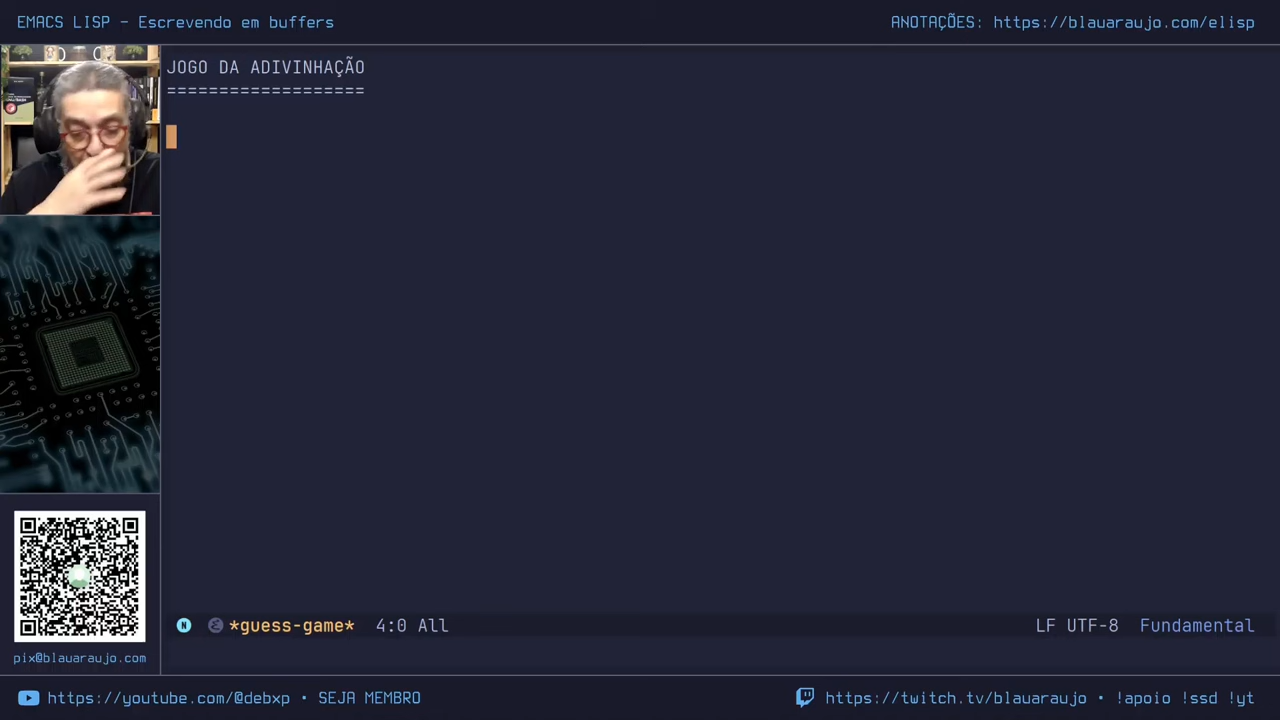 EMACS LISP - Escrevendo em buffers
ANOTAÇÕES: https://blauaraujo.com/elisp
JOGO DA ADIVINHAÇÃO
===================
N *guess-game* 4:0 All
LF UTF-8 Fundamental
pix@blauaraujo.com
https://youtube.com/@debxp • SEJA MEMBRO
https://twitch.tv/blauaraujo • !apoio !ssd !yt